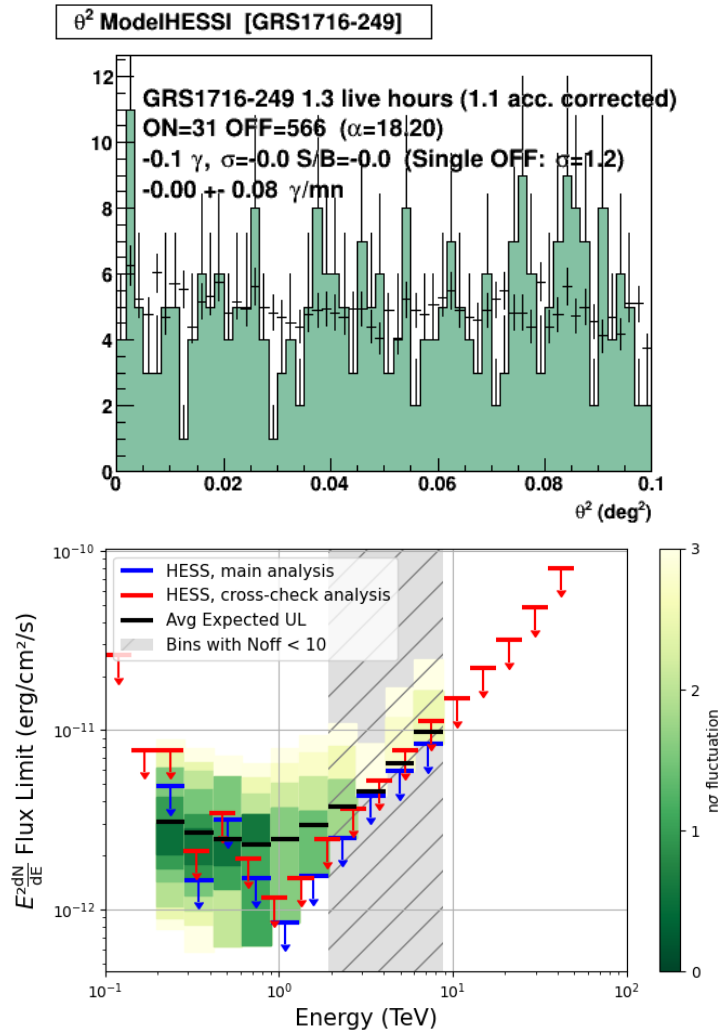 θ² ModelHESSI [GRS1716-249]
GRS1716-249 1.3 live hours (1.1 acc. corrected)
ON=31 OFF=566 (α=18.20)
-0.1 γ, σ=-0.0 S/B=-0.0 (Single OFF: σ=1.2)
-0.00 +- 0.08 γ/mn
12
10
8
6
4
2
0
0 0.02 0.04 0.06 0.08 0.1
θ² (deg²)
HESS, main analysis
HESS, cross-check analysis
Avg Expected UL
Bins with Noff < 10
10⁻¹⁰
10⁻¹¹
10⁻¹²
E² dN/dE Flux Limit (erg/cm²/s)
10⁻¹ 10⁰ 10¹ 10²
Energy (TeV)
3
2
1
0
nσ fluctuation